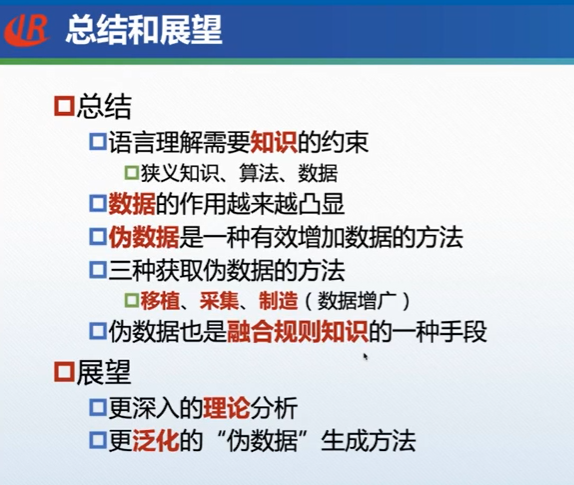 IR 总结和展望
总结
语言理解需要知识的约束
狭义知识、算法、数据
数据的作用越来越凸显
伪数据是一种有效增加数据的方法
三种获取伪数据的方法
移植、采集、制造（数据增广）
伪数据也是融合规则知识的一种手段
展望
更深入的理论分析
更泛化的“伪数据”生成方法